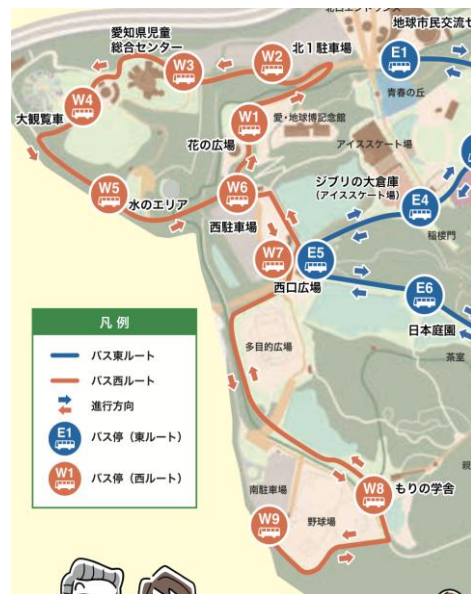 地球市民交流セ
E1
青春の丘
愛知県児童
総合センター
北1駐車場
W2
W3
W4
大観覧車
W1
花の広場
愛・地球博記念館
アイススケート場
ジブリの大倉庫
(アイススケート場)
W5
水のエリア
W6
西駐車場
E4
稲楼門
W7
E5
西口広場
E6
日本庭園
茶室
多目的広場
凡例
バス東ルート
バス西ルート
進行方向
E1
バス停(東ルート)
W1
バス停(西ルート)
南駐車場
W8
もりの学舎
親
W9
野球場